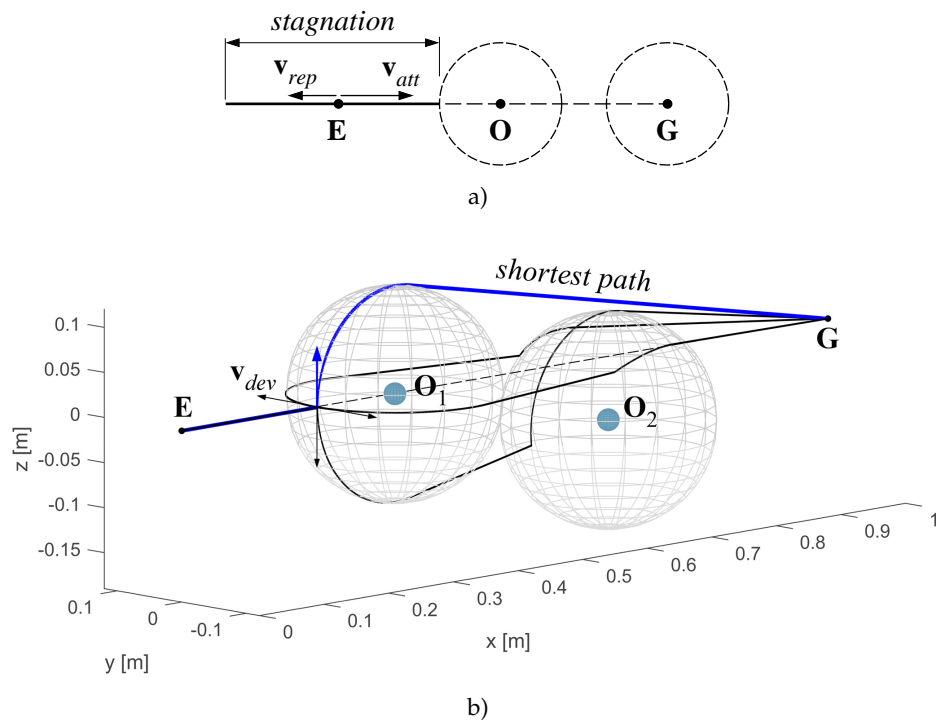 stagnation
v_rep v_att
E O G
a)
shortest path
0.1
0.05
0
-0.05
-0.1
-0.15
z [m]
E
v_dev
O_1
O_2
G
0.1
0
-0.1
y [m]
0
0.1
0.2
0.3
0.4
0.5
0.6
0.7
0.8
0.9
1
x [m]
b)